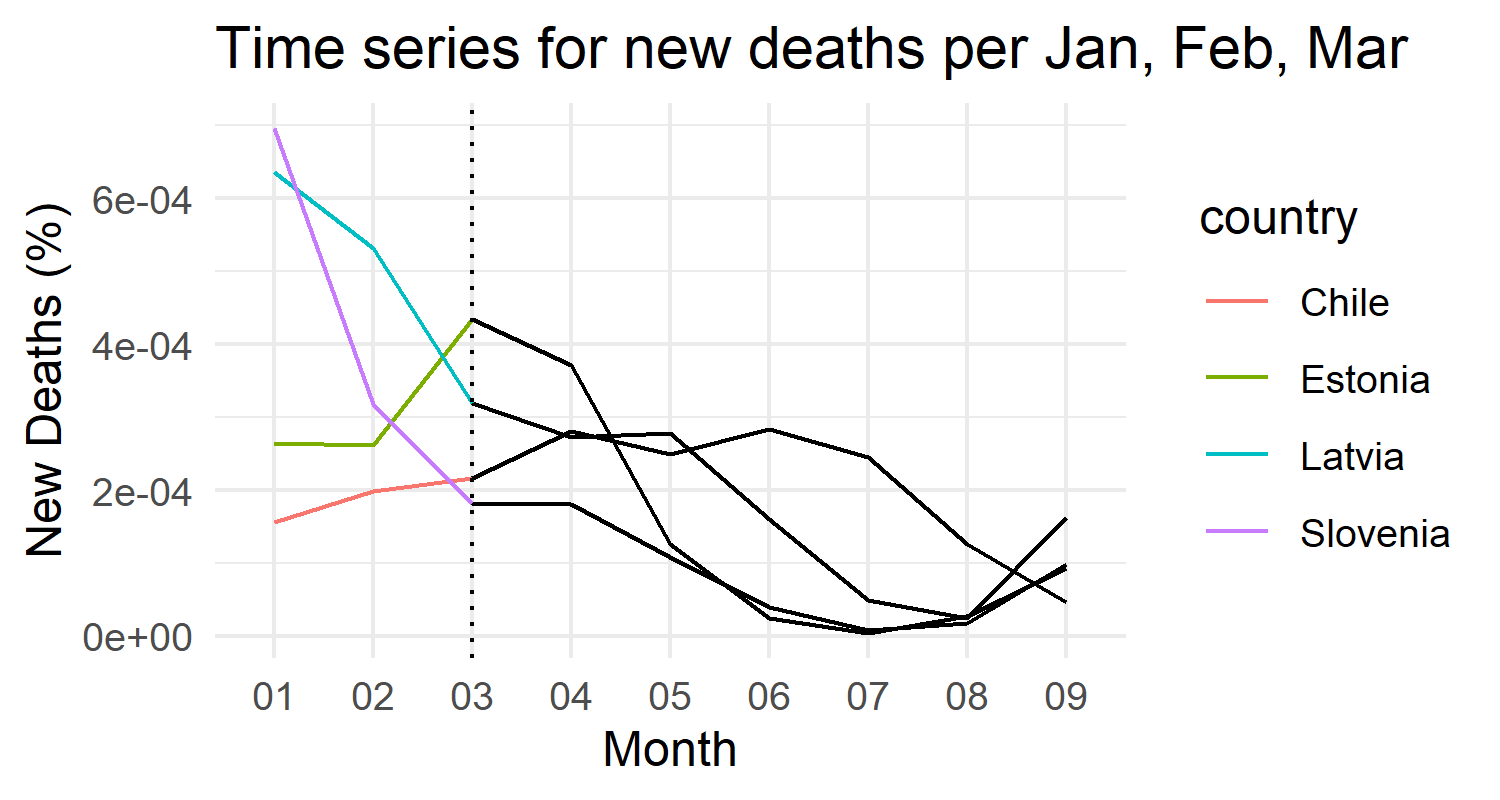 Time series for new deaths per Jan, Feb, Mar
New Deaths (%)
6e-04
4e-04
2e-04
0e+00
01 02 03 04 05 06 07 08 09
Month
country
Chile
Estonia
Latvia
Slovenia